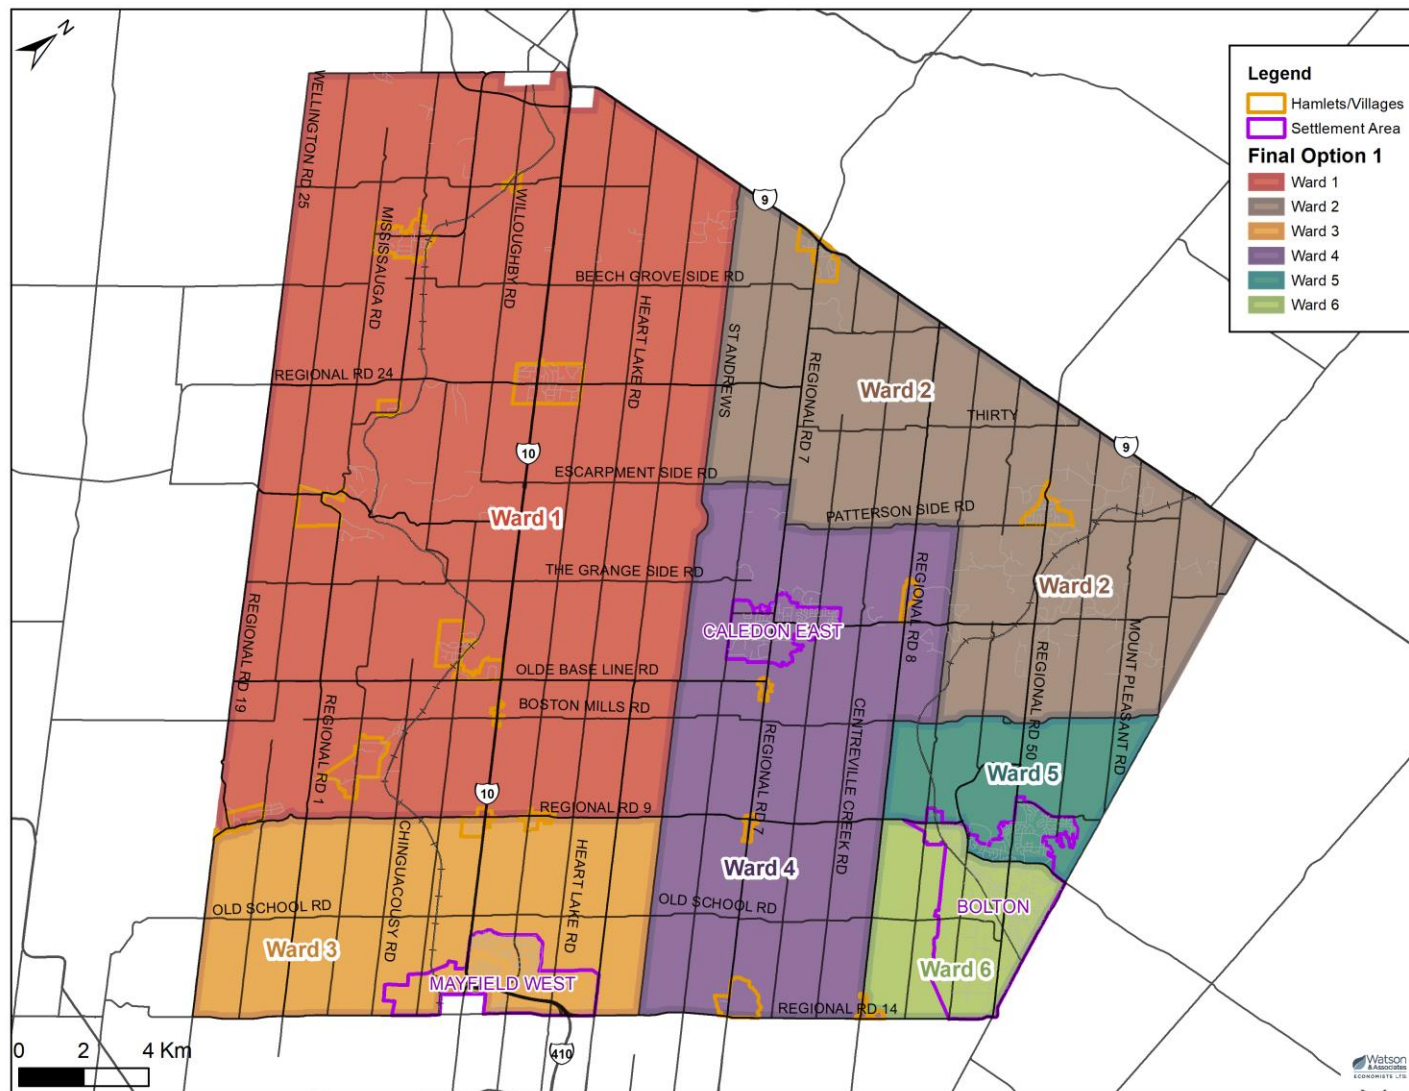 N
Legend
Hamlets/Villages
Settlement Area
Final Option 1
Ward 1
Ward 2
Ward 3
Ward 4
Ward 5
Ward 6
WELLINGTON RD 25
MISSISSAUGA RD
WILLOUGHBY RD
9
BEECH GROVE SIDE RD
HEART LAKE RD
ST ANDREWS
REGIONAL RD 7
REGIONAL RD 24
Ward 2
THIRTY
9
10
ESCARPMENT SIDE RD
Ward 1
PATTERSON SIDE RD
THE GRANGE SIDE RD
REGIONAL RD 8
Ward 2
REGIONAL RD 19
CALEDON EAST
MOUNT PLEASANT RD
OLDE BASE LINE RD
REGIONAL RD 50
BOSTON MILLS RD
REGIONAL RD 1
CENTREVILLE CREEK RD
REGIONAL RD 7
Ward 5
10
REGIONAL RD 9
CHINGUACOUSY RD
HEART LAKE RD
Ward 4
OLD SCHOOL RD
OLD SCHOOL RD
BOLTON
Ward 3
Ward 6
MAYFIELD WEST
REGIONAL RD 14
410
0 2 4 Km
Watson
& Associates
ECONOMISTS LTD.